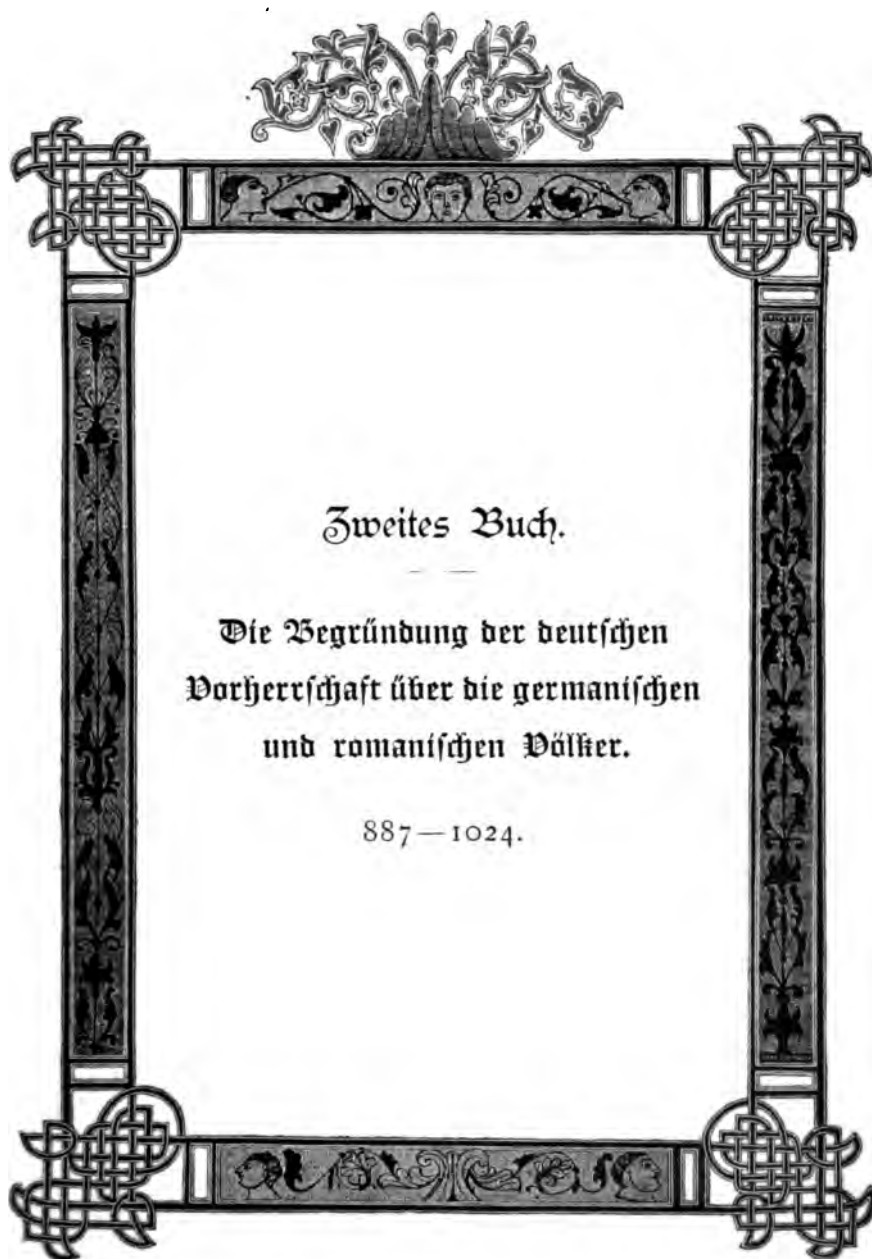 Zweites Buch.
Die Begründung der deutſchen
Vorherrſchaft über die germaniſchen
und romaniſchen Völker.
887—1024.